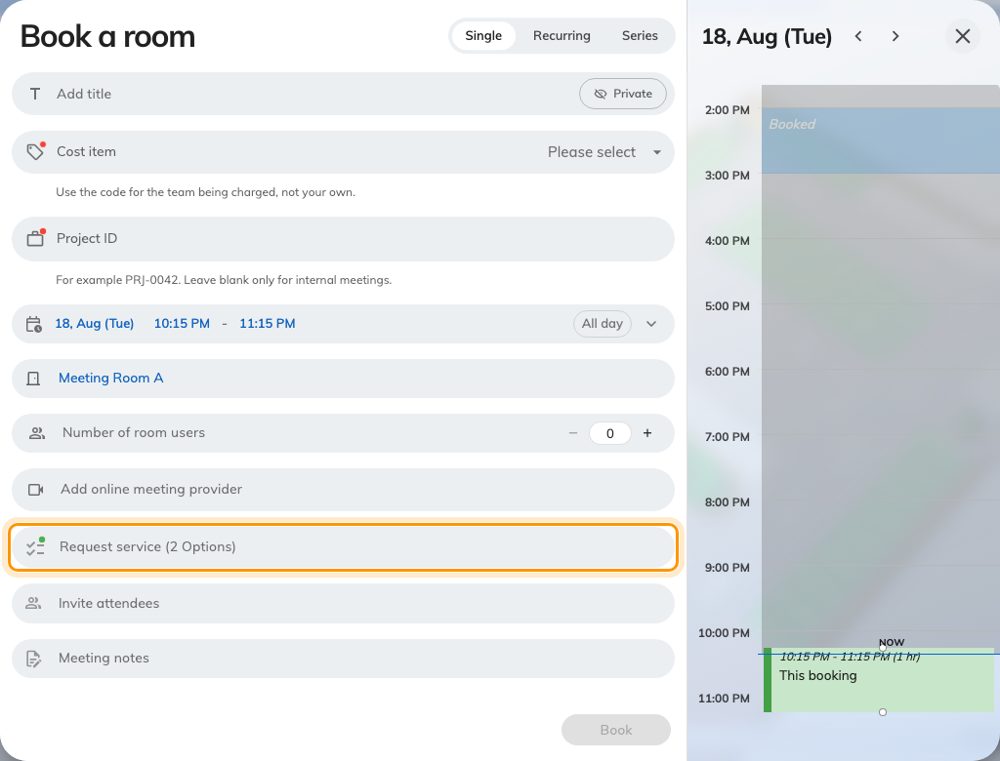 Book a room
Single
Recurring
Series
Add title
Private
Cost item
Please select
Use the code for the team being charged, not your own.
Project ID
For example PRJ-0042. Leave blank only for internal meetings.
18, Aug (Tue) 10:15 PM - 11:15 PM
All day
Meeting Room A
Number of room users
0
Add online meeting provider
Request service (2 Options)
Invite attendees
Meeting notes
Book
18, Aug (Tue)
2:00 PM
Booked
3:00 PM
4:00 PM
5:00 PM
6:00 PM
7:00 PM
8:00 PM
9:00 PM
10:00 PM
NOW
10:15 PM - 11:15 PM (1 hr)
This booking
11:00 PM